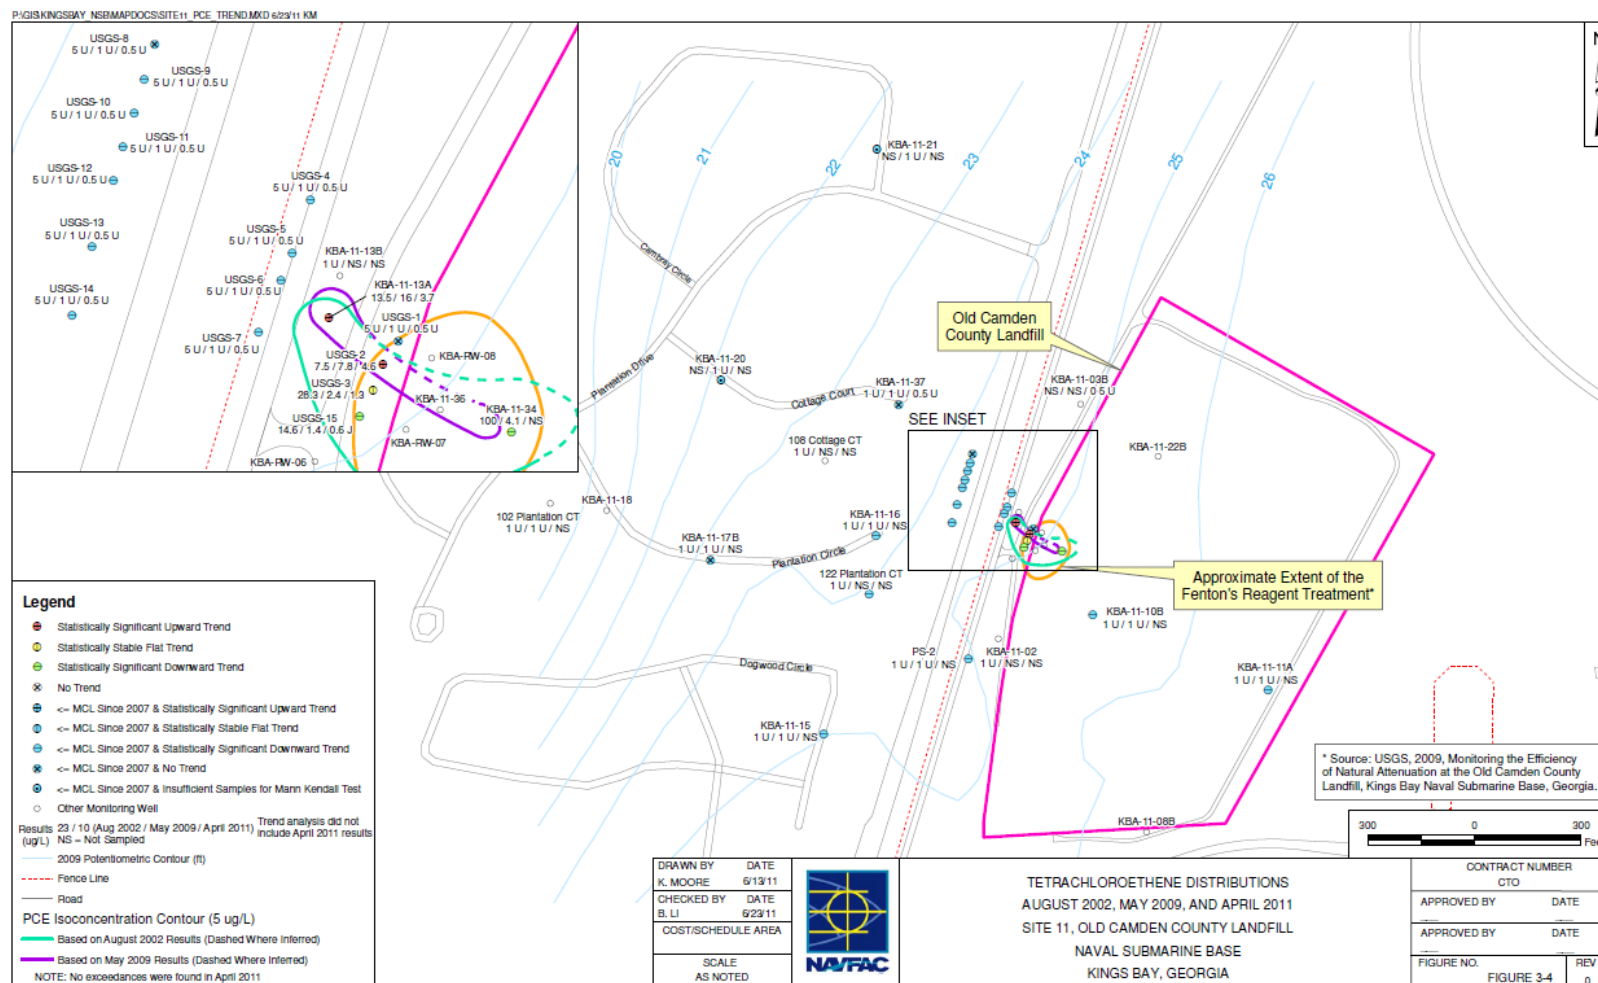 P:\GIS\KINGSBAY_NSB\MAPDOCS\SITE11_PCE_TREND.MXD 6/23/11 KM
USGS-8
5 U / 1 U / 0.5 U
USGS-9
5 U / 1 U / 0.5 U
USGS-10
5 U / 1 U / 0.5 U
USGS-11
5 U / 1 U / 0.5 U
USGS-12
5 U / 1 U / 0.5 U
USGS-13
5 U / 1 U / 0.5 U
USGS-14
5 U / 1 U / 0.5 U
USGS-4
5 U / 1 U / 0.5 U
USGS-5
5 U / 1 U / 0.5 U
USGS-6
5 U / 1 U / 0.5 U
USGS-7
5 U / 1 U / 0.5 U
KBA-11-13B
1 U / NS / NS
KBA-11-13A
13.5 / 16 / 3.7
USGS-1
5 U / 1 U / 0.5 U
USGS-2
7.5 / 7.8 / 4.6
KBA-RW-08
USGS-3
28.3 / 2.4 / 1.3
KBA-11-36
USGS-15
14.6 / 1.4 / 0.6 J
KBA-11-34
100 / 4.1 / NS
KBA-RW-07
KBA-RW-06
20
21
22
23
24
25
26
KBA-11-21
NS / 1 U / NS
Cambray Circle
Plantation Drive
KBA-11-20
NS / 1 U / NS
Cottage Court
KBA-11-37
1 U / 1 U / 0.5 U
SEE INSET
108 Cottage CT
1 U / NS / NS
Old Camden
County Landfill
KBA-11-03B
NS / NS / 0.5 U
KBA-11-22B
KBA-11-18
102 Plantation CT
1 U / 1 U / NS
KBA-11-17B
1 U / 1 U / NS
KBA-11-16
1 U / 1 U / NS
Plantation Circle
122 Plantation CT
1 U / NS / NS
Approximate Extent of the
Fenton's Reagent Treatment*
KBA-11-10B
1 U / 1 U / NS
PS-2
1 U / 1 U / NS
KBA-11-02
1 U / NS / NS
KBA-11-11A
1 U / 1 U / NS
Dogwood Circle
KBA-11-15
1 U / 1 U / NS
KBA-11-08B
Legend
Statistically Significant Upward Trend
Statistically Stable Flat Trend
Statistically Significant Downward Trend
No Trend
<= MCL Since 2007 & Statistically Significant Upward Trend
<= MCL Since 2007 & Statistically Stable Flat Trend
<= MCL Since 2007 & Statistically Significant Downward Trend
<= MCL Since 2007 & No Trend
<= MCL Since 2007 & Insufficient Samples for Mann Kendall Test
Other Monitoring Well
Results 23 / 10 (Aug 2002 / May 2009 / April 2011) Trend analysis did not
(ug/L) NS = Not Sampled include April 2011 results
2009 Potentiometric Contour (ft)
Fence Line
Road
PCE Isoconcentration Contour (5 ug/L)
Based on August 2002 Results (Dashed Where Inferred)
Based on May 2009 Results (Dashed Where Inferred)
NOTE: No exceedances were found in April 2011
* Source: USGS, 2009, Monitoring the Efficiency
of Natural Attenuation at the Old Camden County
Landfill, Kings Bay Naval Submarine Base, Georgia.
300 0 300
DRAWN BY DATE
K. MOORE 6/13/11
CHECKED BY DATE
B. LI 6/23/11
COST/SCHEDULE AREA
SCALE
AS NOTED
NAVFAC
TETRACHLOROETHENE DISTRIBUTIONS
AUGUST 2002, MAY 2009, AND APRIL 2011
SITE 11, OLD CAMDEN COUNTY LANDFILL
NAVAL SUBMARINE BASE
KINGS BAY, GEORGIA
CONTRACT NUMBER
CTO
APPROVED BY DATE
APPROVED BY DATE
FIGURE NO. REV
FIGURE 3-4 0